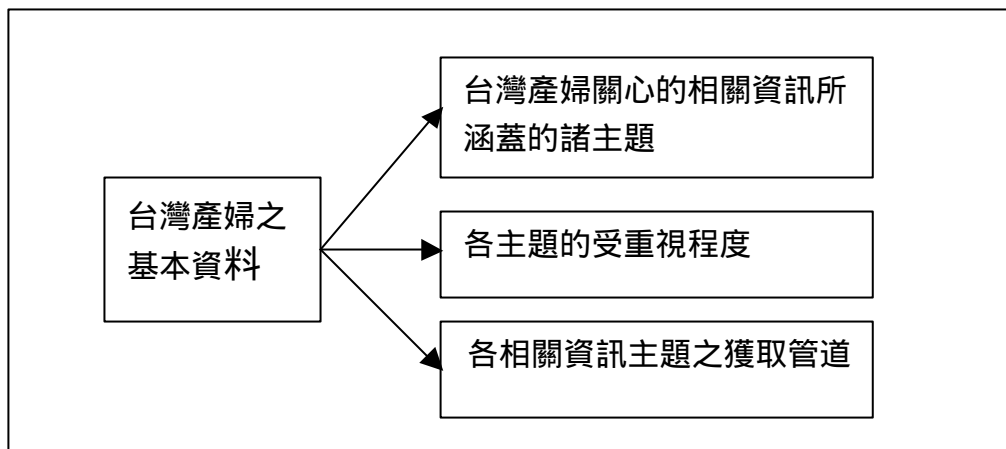 台灣產婦關心的相關資訊所
涵蓋的諸主題
台灣產婦之
基本資料
各主題的受重視程度
各相關資訊主題之獲取管道